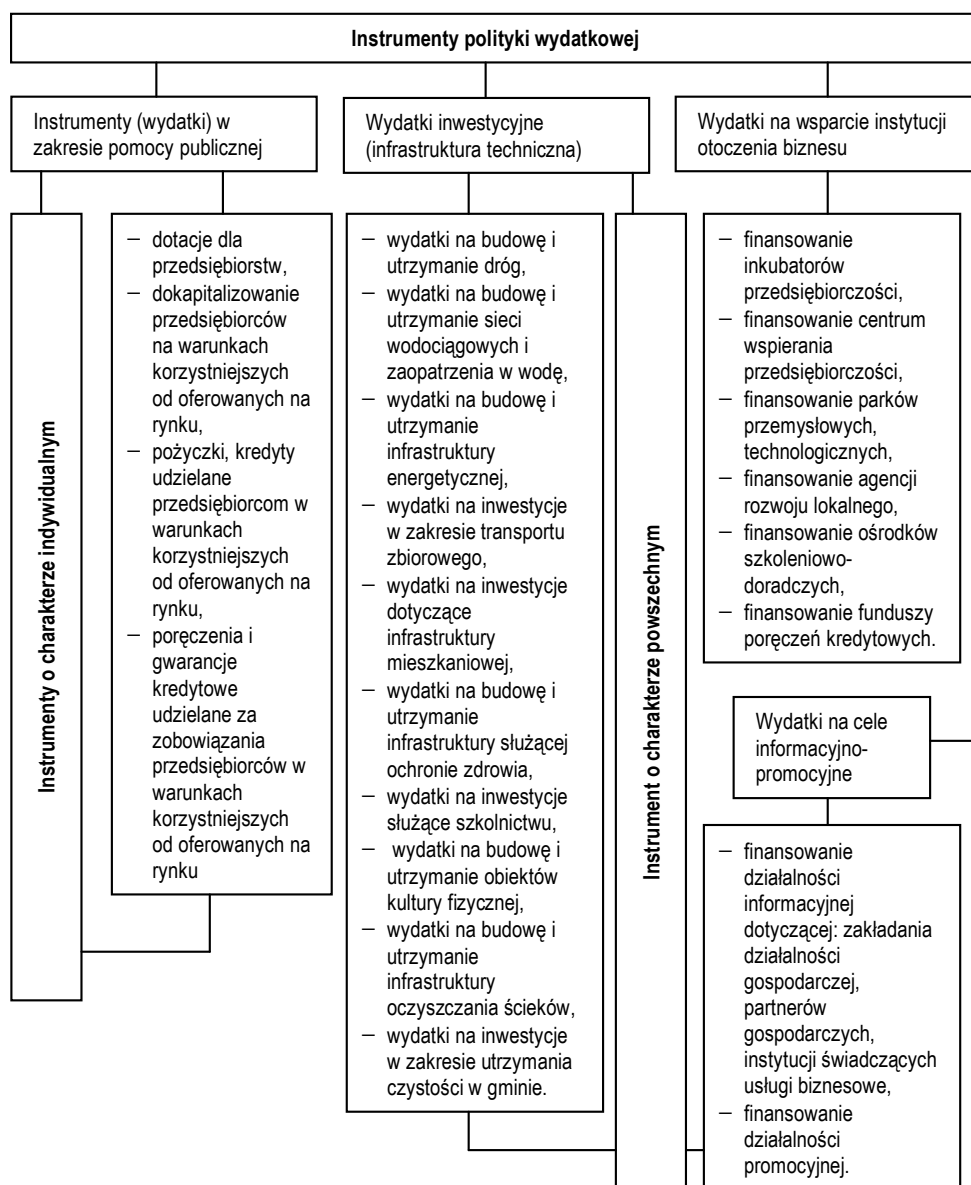 Instrumenty polityki wydatkowej
Instrumenty (wydatki) w
zakresie pomocy publicznej
Instrumenty o charakterze indywidualnym
– dotacje dla
przedsiębiorstw,
– dokapitalizowanie
przedsiębiorców
na warunkach
korzystniejszych
od oferowanych na
rynku,
– pożyczki, kredyty
udzielane
przedsiębiorcom w
warunkach
korzystniejszych
od oferowanych na
rynku,
– poręczenia i
gwarancje
kredytowe
udzielane za
zobowiązania
przedsiębiorców w
warunkach
korzystniejszych
od oferowanych na
rynku
Wydatki inwestycyjne
(infrastruktura techniczna)
– wydatki na budowę i
utrzymanie dróg,
– wydatki na budowę i
utrzymanie sieci
wodociągowych i
zaopatrzenia w wodę,
– wydatki na budowę i
utrzymanie
infrastruktury
energetycznej,
– wydatki na inwestycje
w zakresie transportu
zbiorowego,
– wydatki na inwestycje
dotyczące
infrastruktury
mieszkaniowej,
– wydatki na budowę i
utrzymanie
infrastruktury służącej
ochronie zdrowia,
– wydatki na inwestycje
służące szkolnictwu,
– wydatki na budowę i
utrzymanie obiektów
kultury fizycznej,
– wydatki na budowę i
utrzymanie
infrastruktury
oczyszczania ścieków,
– wydatki na inwestycje
w zakresie utrzymania
czystości w gminie.
Instrument o charakterze powszechnym
Wydatki na wsparcie instytucji
otoczenia biznesu
– finansowanie
inkubatorów
przedsiębiorczości,
– finansowanie centrum
wspierania
przedsiębiorczości,
– finansowanie parków
przemysłowych,
technologicznych,
– finansowanie agencji
rozwoju lokalnego,
– finansowanie ośrodków
szkoleniowo-
doradczych,
– finansowanie funduszy
poręczeń kredytowych.
Wydatki na cele
informacyjno-
promocyjne
– finansowanie
działalności
informacyjnej
dotyczącej: zakładania
działalności
gospodarczej,
partnerów
gospodarczych,
instytucji świadczących
usługi biznesowe,
– finansowanie
działalności
promocyjnej.